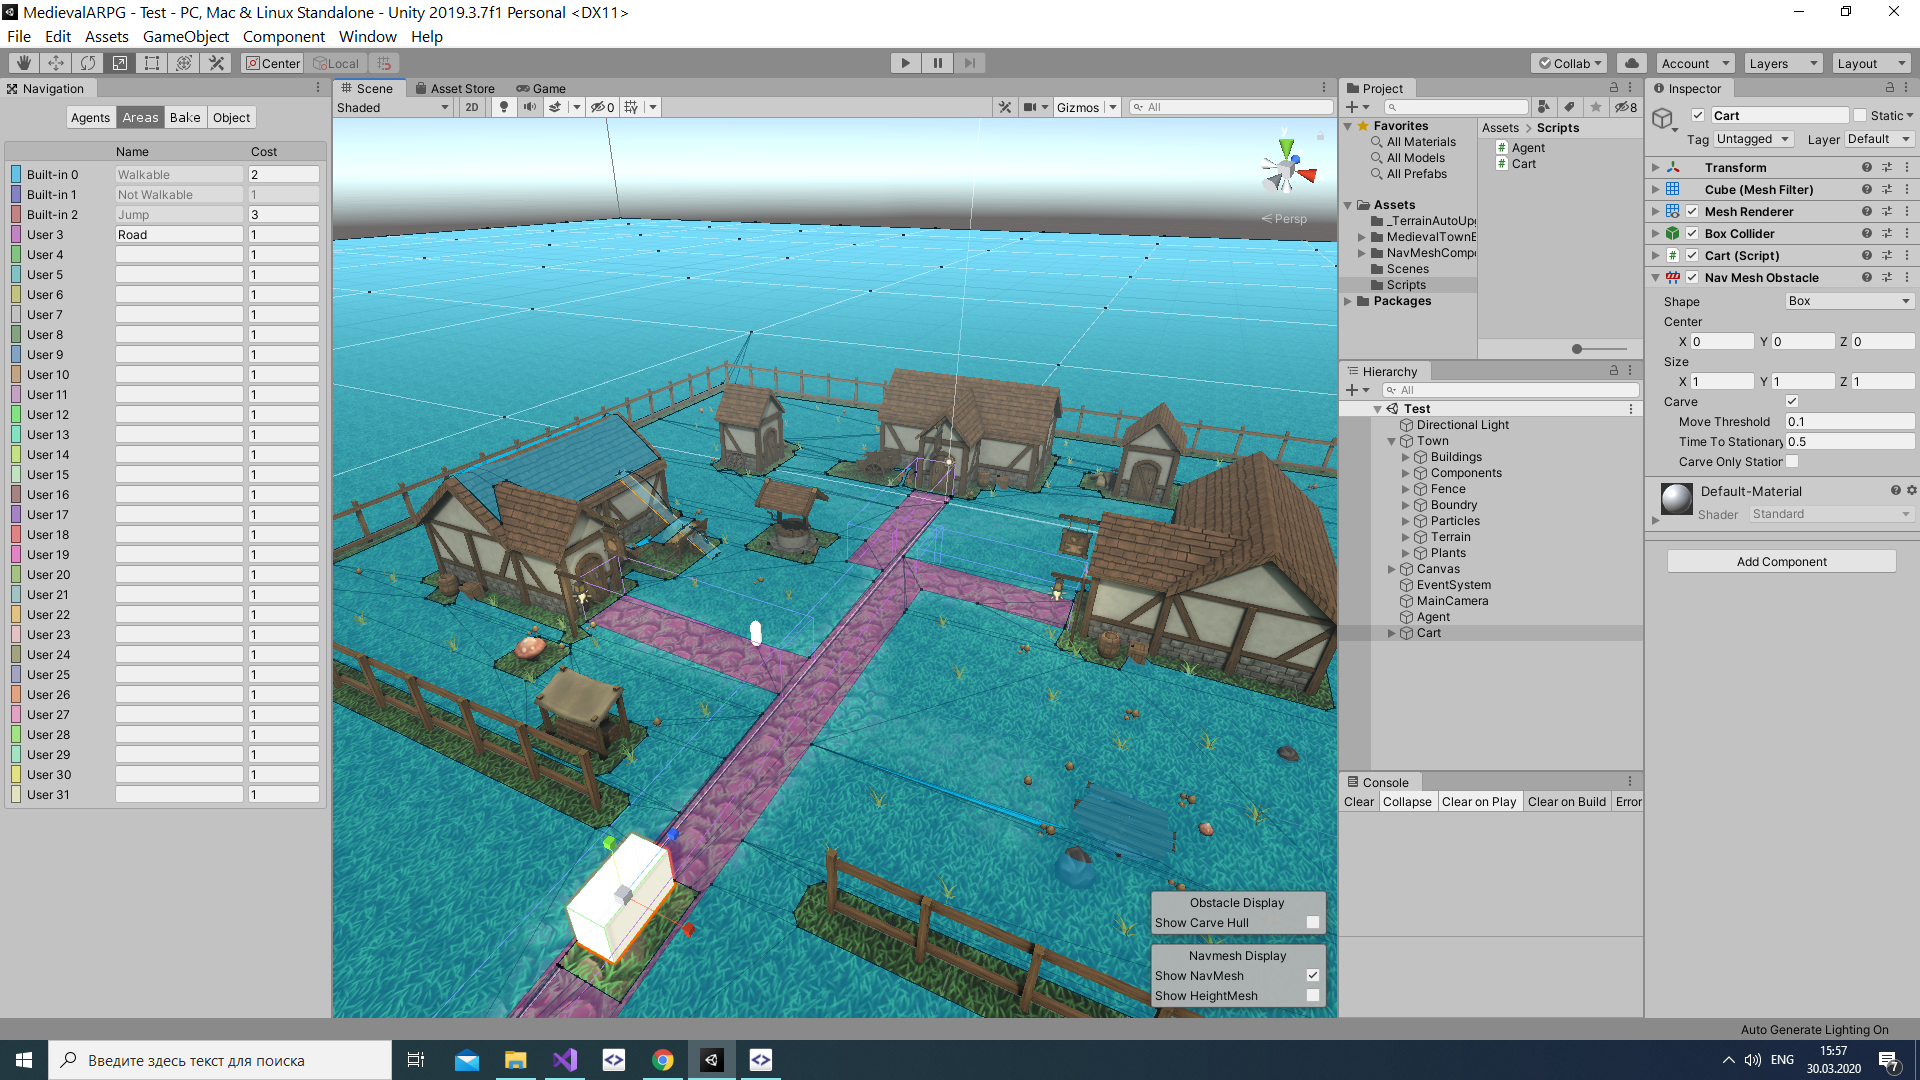 MedievalARPG - Test - PC, Mac & Linux Standalone - Unity 2019.3.7f1 Personal <DX11>
File Edit Assets GameObject Component Window Help
Center Local Collab Account Layers Layout
Navigation
Agents Areas Bake Object
Name Cost
Built-in 0 Walkable 2
Built-in 1 Not Walkable 1
Built-in 2 Jump 3
User 3 Road 1
User 4 1
User 5 1
User 6 1
User 7 1
User 8 1
User 9 1
User 10 1
User 11 1
User 12 1
User 13 1
User 14 1
User 15 1
User 16 1
User 17 1
User 18 1
User 19 1
User 20 1
User 21 1
User 22 1
User 23 1
User 24 1
User 25 1
User 26 1
User 27 1
User 28 1
User 29 1
User 30 1
User 31 1
Scene Asset Store Game
Shaded 2D 0 Gizmos All
y
Persp
Obstacle Display
Show Carve Hull
Navmesh Display
Show NavMesh
Show HeightMesh
Project
8
Favorites
All Materials
All Models
All Prefabs
Assets
_TerrainAutoUp
MedievalTownE
NavMeshComp
Scenes
Scripts
Packages
Assets > Scripts
Agent
Cart
Hierarchy
All
Test
Directional Light
Town
Buildings
Components
Fence
Boundry
Particles
Terrain
Plants
Canvas
EventSystem
MainCamera
Agent
Cart
Console
Clear Collapse Clear on Play Clear on Build Error
Inspector
Cart Static
Tag Untagged Layer Default
Transform
Cube (Mesh Filter)
Mesh Renderer
Box Collider
Cart (Script)
Nav Mesh Obstacle
Shape Box
Center
X 0 Y 0 Z 0
Size
X 1 Y 1 Z 1
Carve
Move Threshold 0.1
Time To Stationary 0.5
Carve Only Station
Default-Material
Shader Standard
Add Component
Auto Generate Lighting On
Введите здесь текст для поиска
ENG
15:57
30.03.2020
7